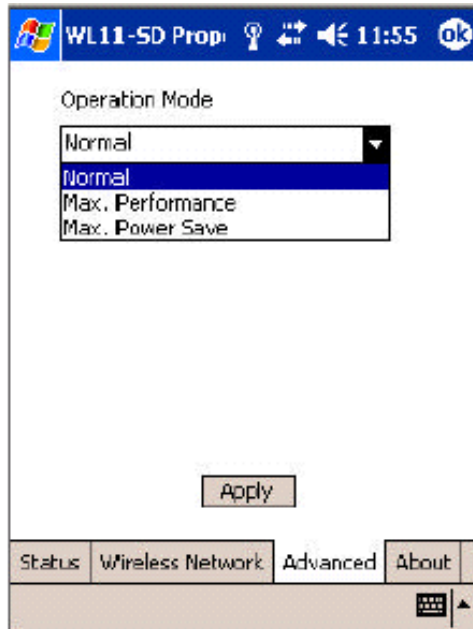 WL11-SD Prop 11:55 ok
Operation Mode
Normal
Normal
Max. Performance
Max. Power Save
Apply
Status Wireless Network Advanced About